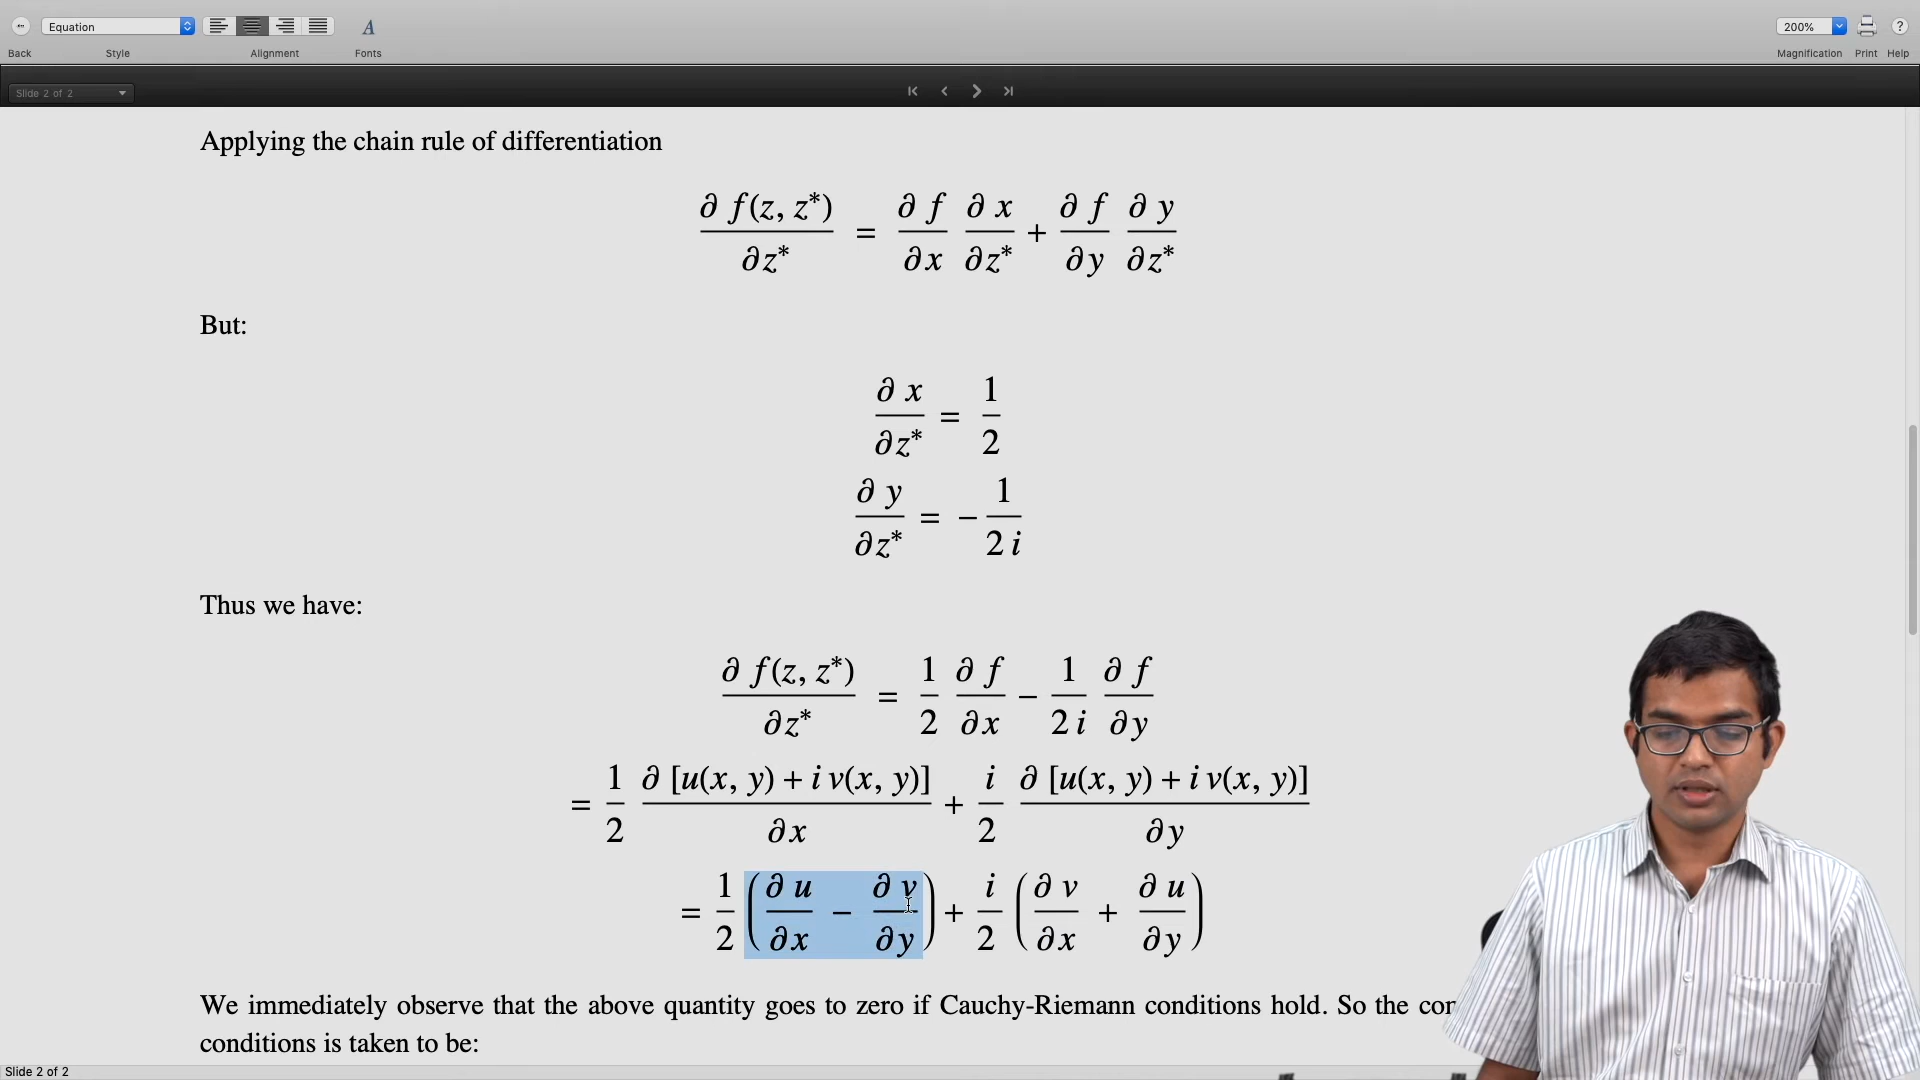 Equation
200%
Back Style Alignment Fonts Magnification Print Help
Slide 2 of 2
Applying the chain rule of differentiation
∂ f(z, z*)/∂z* = ∂ f/∂x ∂ x/∂z* + ∂ f/∂y ∂ y/∂z*
But:
∂ x/∂z* = 1/2
∂ y/∂z* = − 1/2 i
Thus we have:
∂ f(z, z*)/∂z* = 1/2 ∂ f/∂x − 1/2 i ∂ f/∂y
= 1/2 ∂ [u(x, y) + i v(x, y)]/∂x + i/2 ∂ [u(x, y) + i v(x, y)]/∂y
= 1/2 (∂ u/∂x − ∂ v/∂y) + i/2 (∂ v/∂x + ∂ u/∂y)
We immediately observe that the above quantity goes to zero if Cauchy-Riemann conditions hold. So the
conditions is taken to be:
Slide 2 of 2